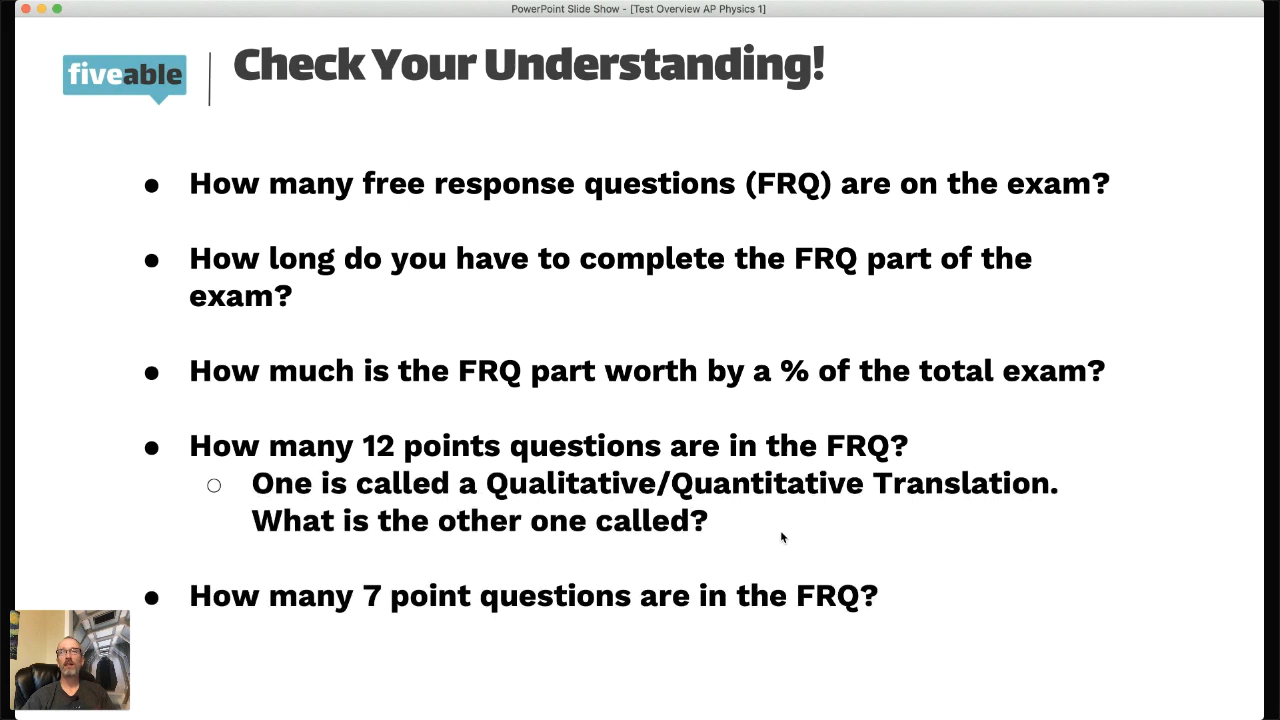 PowerPoint Slide Show - [Test Overview AP Physics 1]
fiveable
Check Your Understanding!
● How many free response questions (FRQ) are on the exam?
● How long do you have to complete the FRQ part of the
exam?
● How much is the FRQ part worth by a % of the total exam?
● How many 12 points questions are in the FRQ?
○ One is called a Qualitative/Quantitative Translation.
What is the other one called?
● How many 7 point questions are in the FRQ?